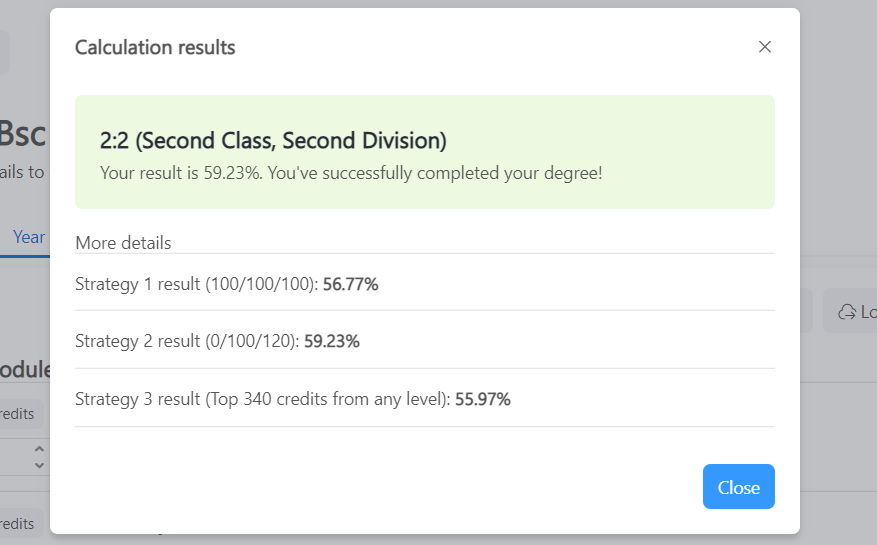 Calculation results
Bsc
2:2 (Second Class, Second Division)
ails to
Your result is 59.23%. You've successfully completed your degree!
Year
More details
Strategy 1 result (100/100/100): 56.77%
Lo
Strategy 2 result (0/100/120): 59.23%
odule
Strategy 3 result (Top 340 credits from any level): 55.97%
redits
Close
redits